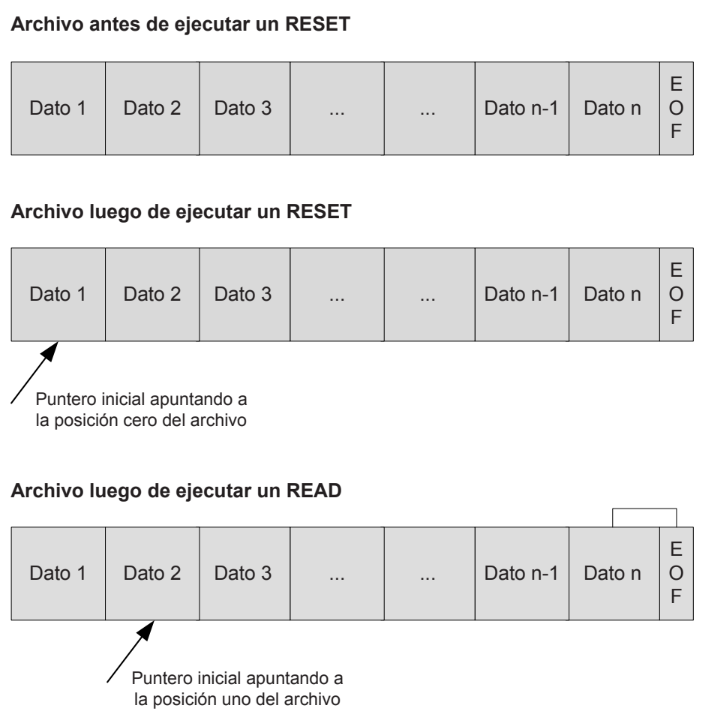 Archivo antes de ejecutar un RESET
Dato 1 Dato 2 Dato 3 ... ... Dato n-1 Dato n EOF
Archivo luego de ejecutar un RESET
Dato 1 Dato 2 Dato 3 ... ... Dato n-1 Dato n EOF
Puntero inicial apuntando a
la posición cero del archivo
Archivo luego de ejecutar un READ
Dato 1 Dato 2 Dato 3 ... ... Dato n-1 Dato n EOF
Puntero inicial apuntando a
la posición uno del archivo